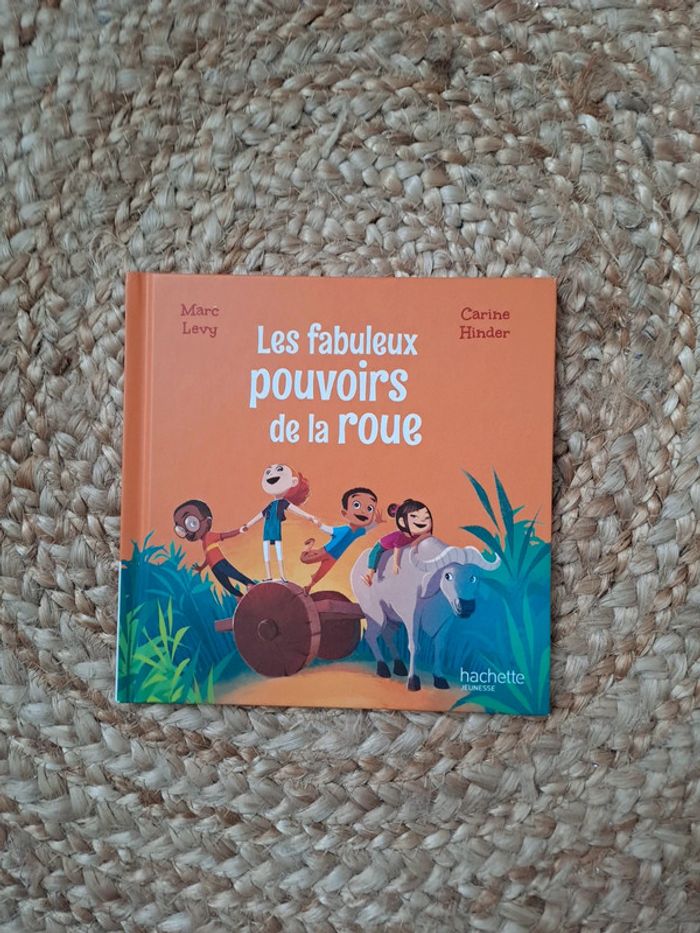 Marc
Levy
Carine
Hinder
Les fabuleux
pouvoirs
de la roue
hachette
JEUNESSE